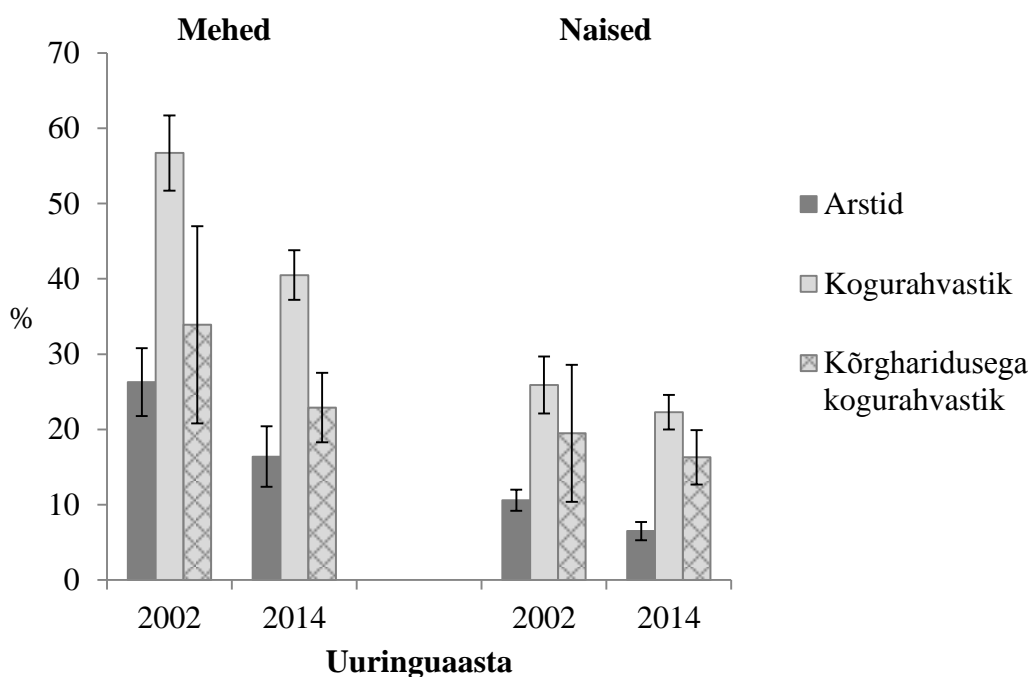 Mehed
Naised
70
60
50
40
30
20
10
0
%
2002
2014
2002
2014
Uuringuaasta
Arstid
Kogurahvastik
Kõrgharidusega
kogurahvastik